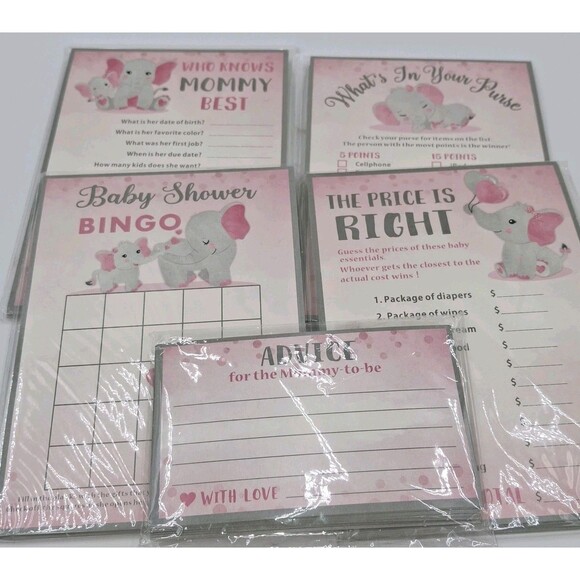 WHO KNOWS
MOMMY
BEST
What is her date of birth?
What is her favorite color?
What was her first job?
When is her due date?
How many kids does she want?
What's In Your Purse
Check your purse for items on the list.
The person with the most points is the winner!
5 POINTS 15 POINTS
Cellphone
Baby Shower
BINGO
THE PRICE IS
RIGHT
Guess the prices of these baby
essentials.
Whoever gets the closest to the
actual cost wins !
1. Package of diapers $
2. Package of wipes $
$
$
$
$
$
$
$
ADVICE
for the Mommy-to-be
WITH LOVE